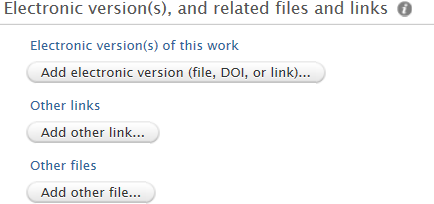 Electronic version(s), and related files and links
Electronic version(s) of this work
Add electronic version (file, DOI, or link)...
Other links
Add other link...
Other files
Add other file...